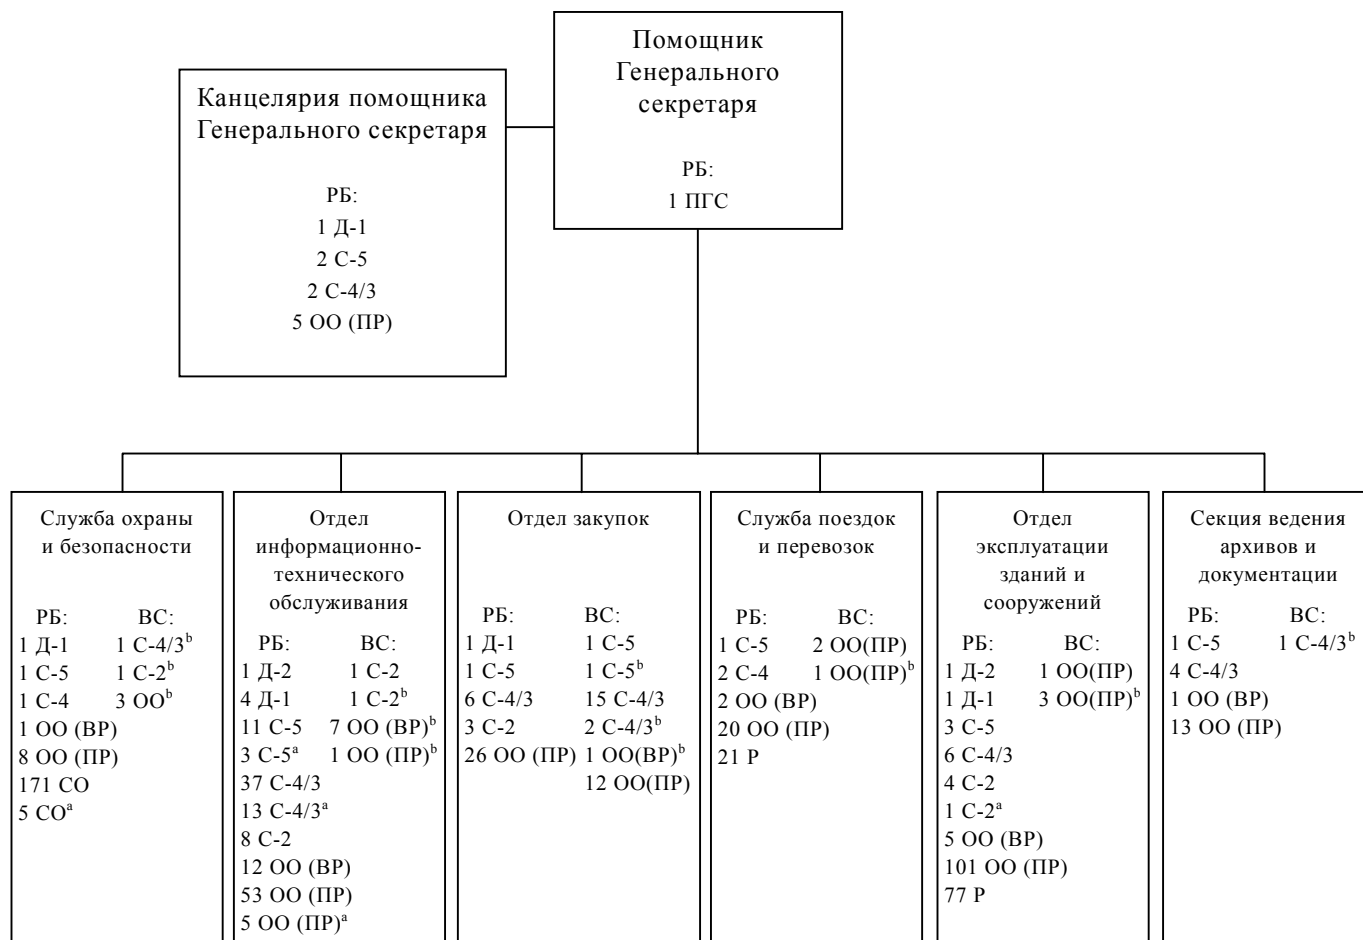 Помощник
Генерального
секретаря
РБ:
1 ПГС
Канцелярия помощника
Генерального секретаря
РБ:
1 Д-1
2 С-5
2 С-4/3
5 ОО (ПР)
Служба охраны
и безопасности
РБ: ВС:
1 Д-1 1 С-4/3ᵇ
1 С-5 1 С-2ᵇ
1 С-4 3 ООᵇ
1 ОО (ВР)
8 ОО (ПР)
171 СО
5 СОᵃ
Отдел
информационно-
технического
обслуживания
РБ: ВС:
1 Д-2 1 С-2
4 Д-1 1 С-2ᵇ
11 С-5 7 ОО (ВР)ᵇ
3 С-5ᵃ 1 ОО (ПР)ᵇ
37 С-4/3
13 С-4/3ᵃ
8 С-2
12 ОО (ВР)
53 ОО (ПР)
5 ОО (ПР)ᵃ
Отдел закупок
РБ: ВС:
1 Д-1 1 С-5
1 С-5 1 С-5ᵇ
6 С-4/3 15 С-4/3
3 С-2 2 С-4/3ᵇ
26 ОО (ПР) 1 ОО(ВР)ᵇ
12 ОО(ПР)
Служба поездок
и перевозок
РБ: ВС:
1 С-5 2 ОО(ПР)
2 С-4 1 ОО(ПР)ᵇ
2 ОО (ВР)
20 ОО (ПР)
21 Р
Отдел
эксплуатации
зданий и
сооружений
РБ: ВС:
1 Д-2 1 ОО(ПР)
1 Д-1 3 ОО(ПР)ᵇ
3 С-5
6 С-4/3
4 С-2
1 С-2ᵃ
5 ОО (ВР)
101 ОО (ПР)
77 Р
Секция ведения
архивов и
документации
РБ: ВС:
1 С-5 1 С-4/3ᵇ
4 С-4/3
1 ОО (ВР)
13 ОО (ПР)